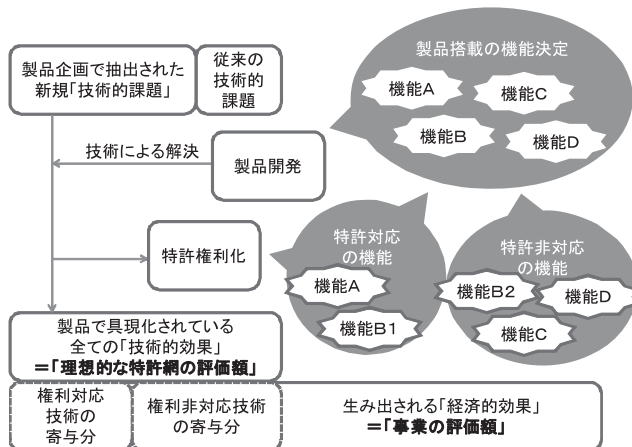 製品企画で抽出された
新規「技術的課題」
従来の
技術的
課題
製品搭載の機能決定
機能A
機能C
機能B
機能D
技術による解決
製品開発
特許権利化
特許対応
の機能
機能A
機能B1
特許非対応
の機能
機能B2
機能D
機能C
製品で具現化されている
全ての「技術的効果」
＝「理想的な特許網の評価額」
権利対応
技術の
寄与分
権利非対応技術
の寄与分
生み出される「経済的効果」
＝「事業の評価額」